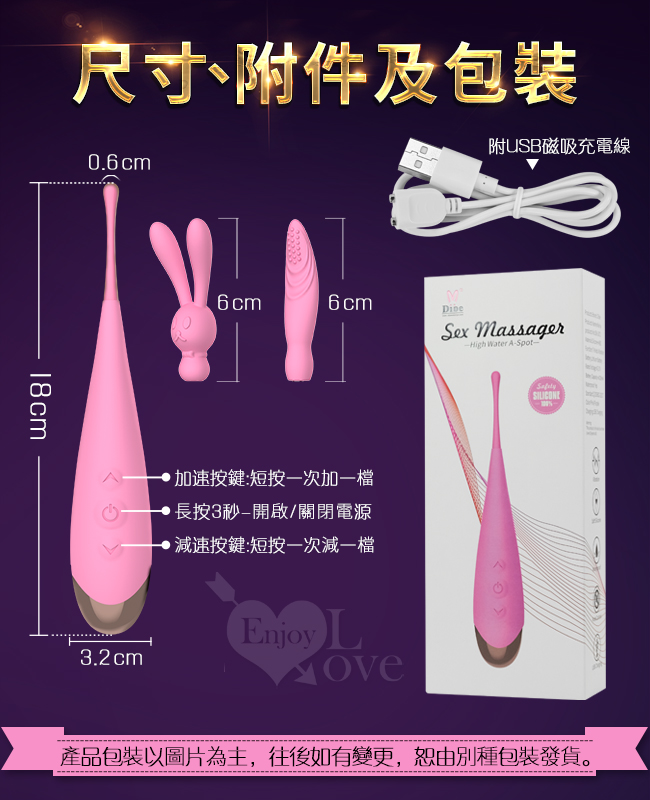 尺寸、附件及包裝
附USB磁吸充電線
0.6cm
6cm
6cm
18cm
加速按鍵:短按一次加一檔
長按3秒-開啟/關閉電源
減速按鍵:短按一次減一檔
3.2cm
Dibe
Sex Massager
—High Water A-Spot—
Safety
SILICONE
100%
Enjoy Love
產品包裝以圖片為主，往後如有變更，恕由別種包裝發貨。